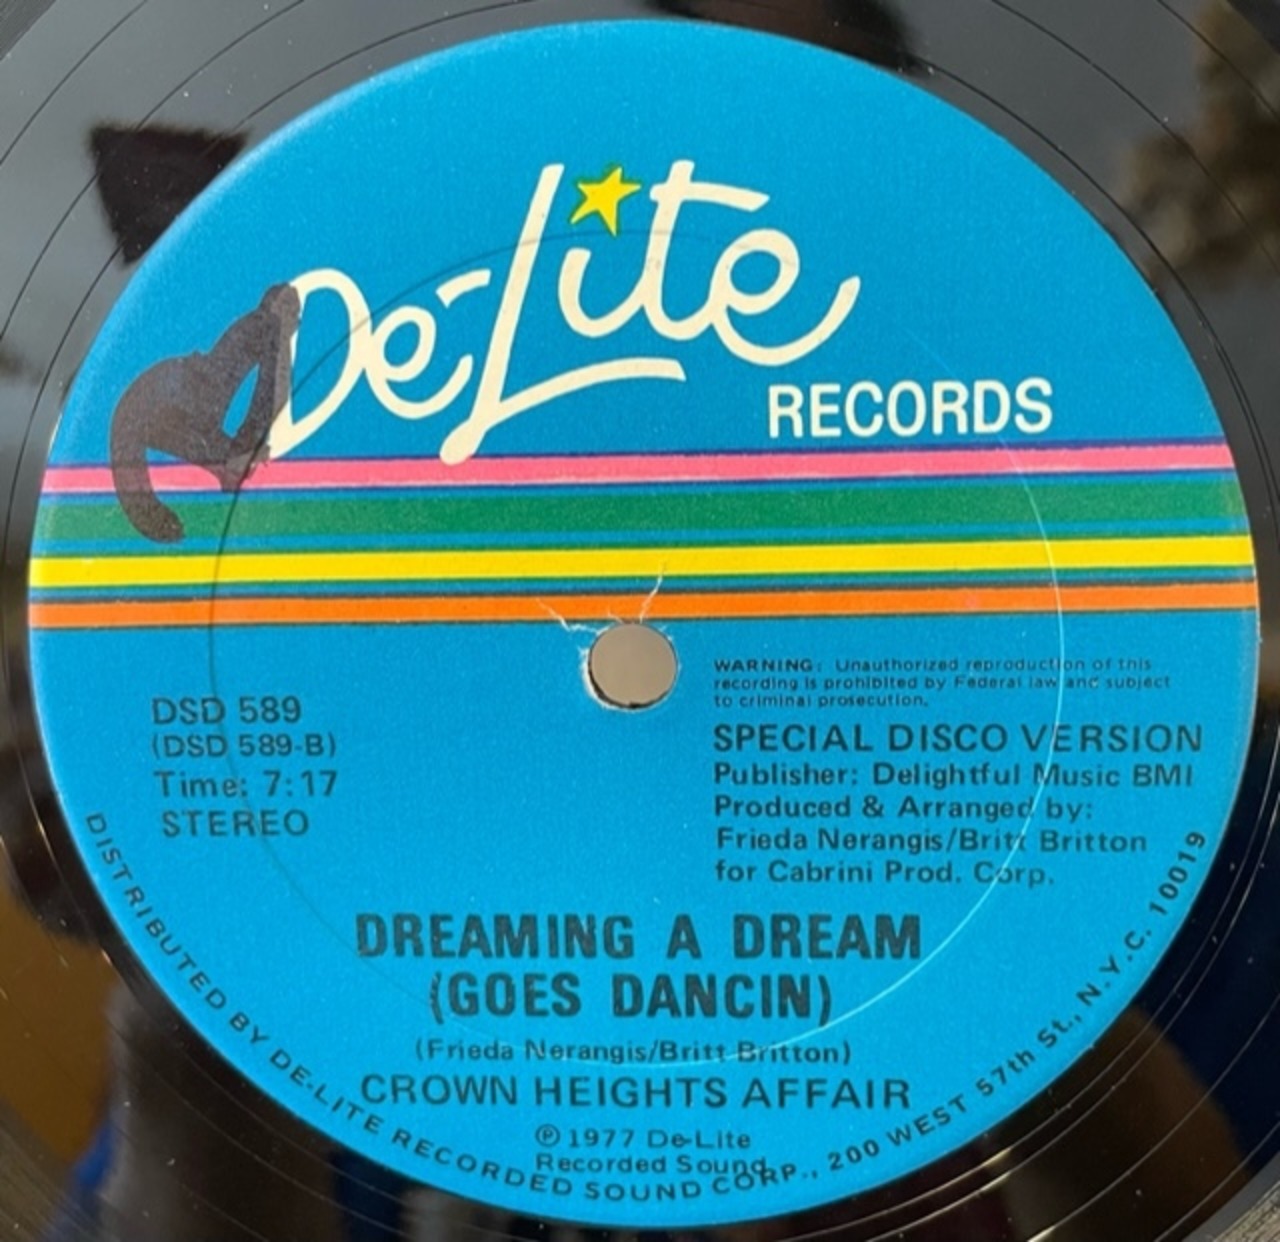 De-Lite
RECORDS
WARNING: Unauthorized reproduction of this
recording is prohibited by Federal law and subject
to criminal prosecution.
DSD 589
(DSD 589-B)
Time: 7:17
STEREO
SPECIAL DISCO VERSION
Publisher: Delightful Music BMI
Produced & Arranged by:
Frieda Nerangis/Britt Britton
for Cabrini Prod. Corp.
DREAMING A DREAM
(GOES DANCIN)
(Frieda Nerangis/Britt Britton)
CROWN HEIGHTS AFFAIR
℗ 1977 De-Lite
Recorded Sound
DISTRIBUTED BY DE-LITE RECORDED SOUND CORP., 200 WEST 57th St., N.Y.C. 10019